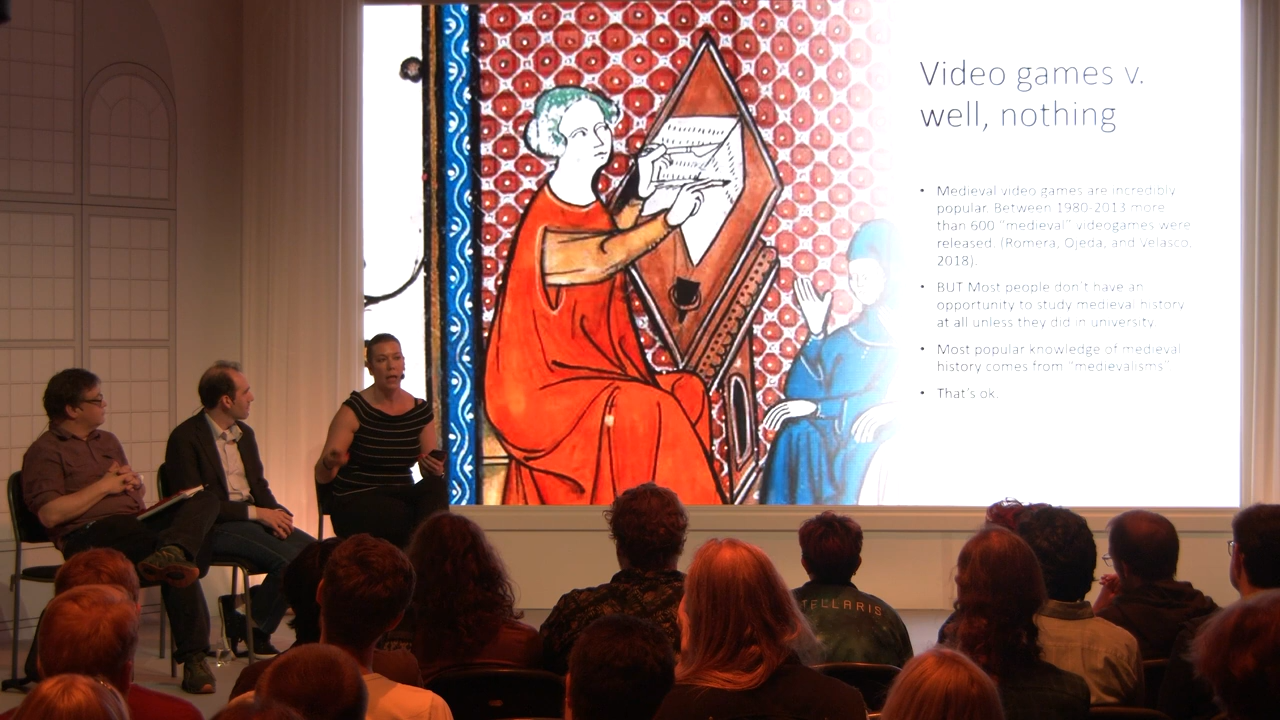 Video games v.
well, nothing
• Medieval video games are incredibly
popular. Between 1980-2013 more
than 600 "medieval" videogames were
released. (Romera, Ojeda, and Velasco,
2018).
• BUT Most people don't have an
opportunity to study medieval history
at all unless they did in university.
• Most popular knowledge of medieval
history comes from "medievalisms"
• That's ok.
TELLARIS